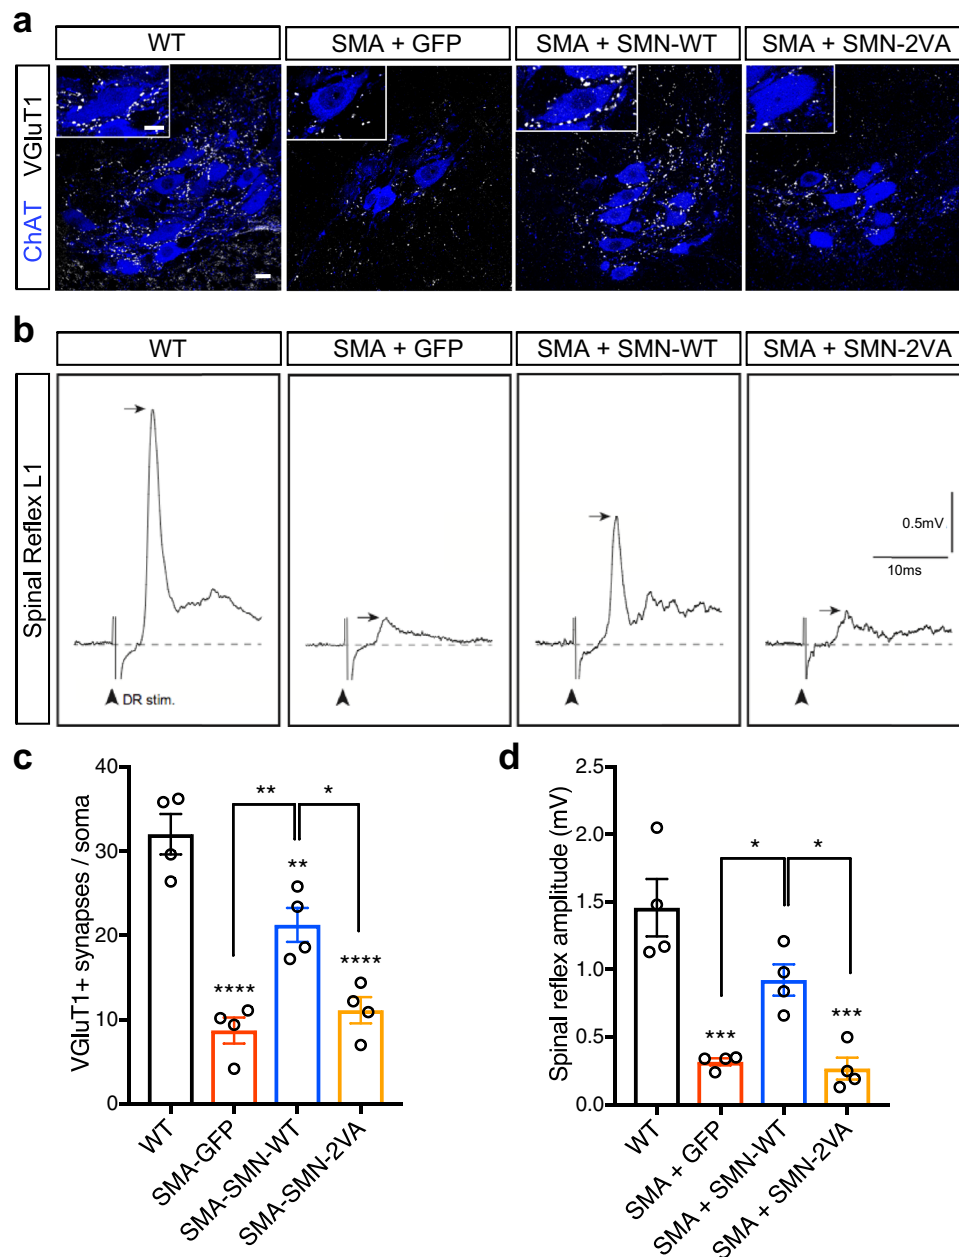 a
WT
SMA + GFP
SMA + SMN-WT
SMA + SMN-2VA
ChAT VGluT1
b
WT
SMA + GFP
SMA + SMN-WT
SMA + SMN-2VA
Spinal Reflex L1
DR stim.
0.5mV
10ms
c
VGluT1+ synapses / soma
40
30
20
10
0
**
*
**
****
****
WT
SMA-GFP
SMA-SMN-WT
SMA-SMN-2VA
d
Spinal reflex amplitude (mV)
2.5
2.0
1.5
1.0
0.5
0.0
*
*
***
***
WT
SMA + GFP
SMA + SMN-WT
SMA + SMN-2VA